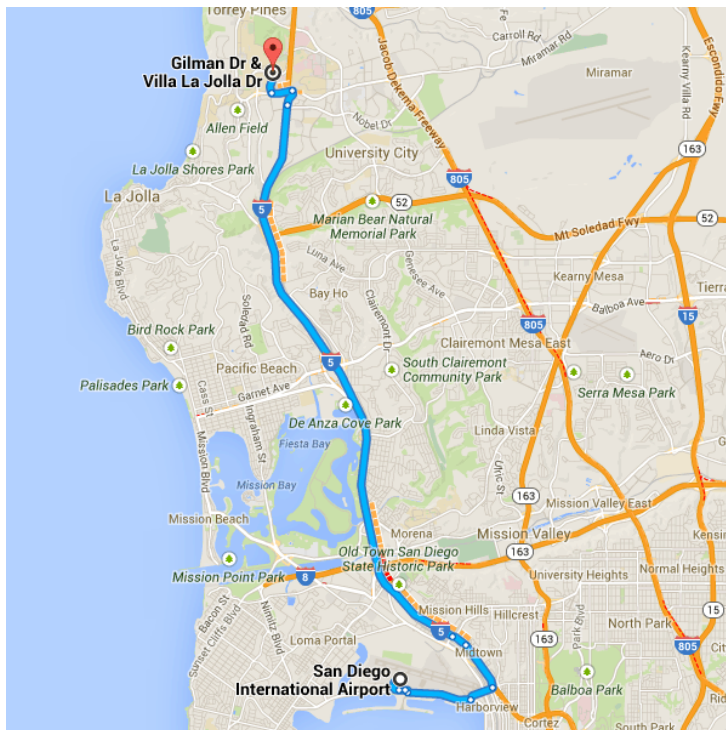 Torrey Pines
805
Carroll Rd
Miramar Rd
Gilman Dr &
Villa La Jolla Dr
Jacob Dekema Freeway
Miramar
Kearny Villa Rd
Escondido Fwy
Allen Field
Nobel Dr
163
University City
La Jolla Shores Park
805
La Jolla
52
5
Marian Bear Natural
Memorial Park
52
Mt Soledad Fwy
La Jolla Blvd
Luna Ave
Genesee Ave
Kearny Mesa
Tierra
Soledad Rd
Bay Ho
Clairemont Dr
Balboa Ave
15
Bird Rock Park
805
Clairemont Mesa East
5
Aero Dr
Pacific Beach
South Clairemont
Community Park
Palisades Park
Cass St
Garnet Ave
Serra Mesa Park
De Anza Cove Park
Ingraham St
Mission Blvd
Fiesta Bay
Linda Vista
Ulric St
Mission Bay
163
Mission Valley East
Mission Beach
Morena
Mission Valley
163
Old Town San Diego
State Historic Park
Mission Point Park
8
Normal Heights
University Heights
Bacon St
Sunset Cliffs Blvd
Nimitz Blvd
Mission Hills
Hillcrest
Park Blvd
North Park
15
5
163
Loma Portal
Midtown
805
San Diego
International Airport
Balboa Park
Harborview
Cortez
South Park